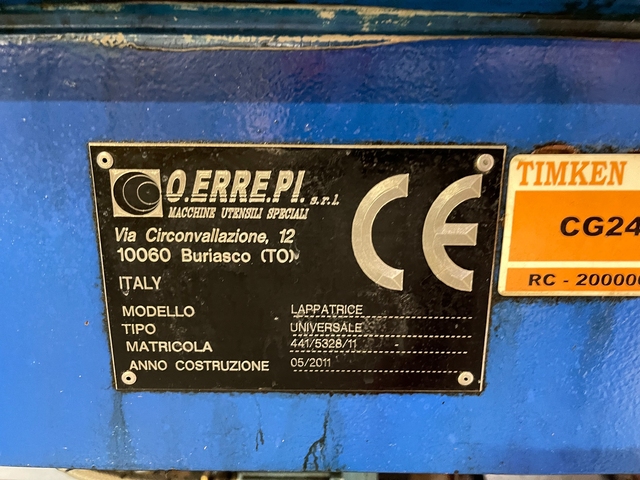 O.ERRE.PI. s.r.l.
MACCHINE UTENSILI SPECIALI
Via Circonvallazione, 12
10060 Buriasco (TO)
ITALY
CE
MODELLO LAPPATRICE
TIPO UNIVERSALE
MATRICOLA 441/5328/11
ANNO COSTRUZIONE 05/2011
TIMKEN
CG24
RC - 200000